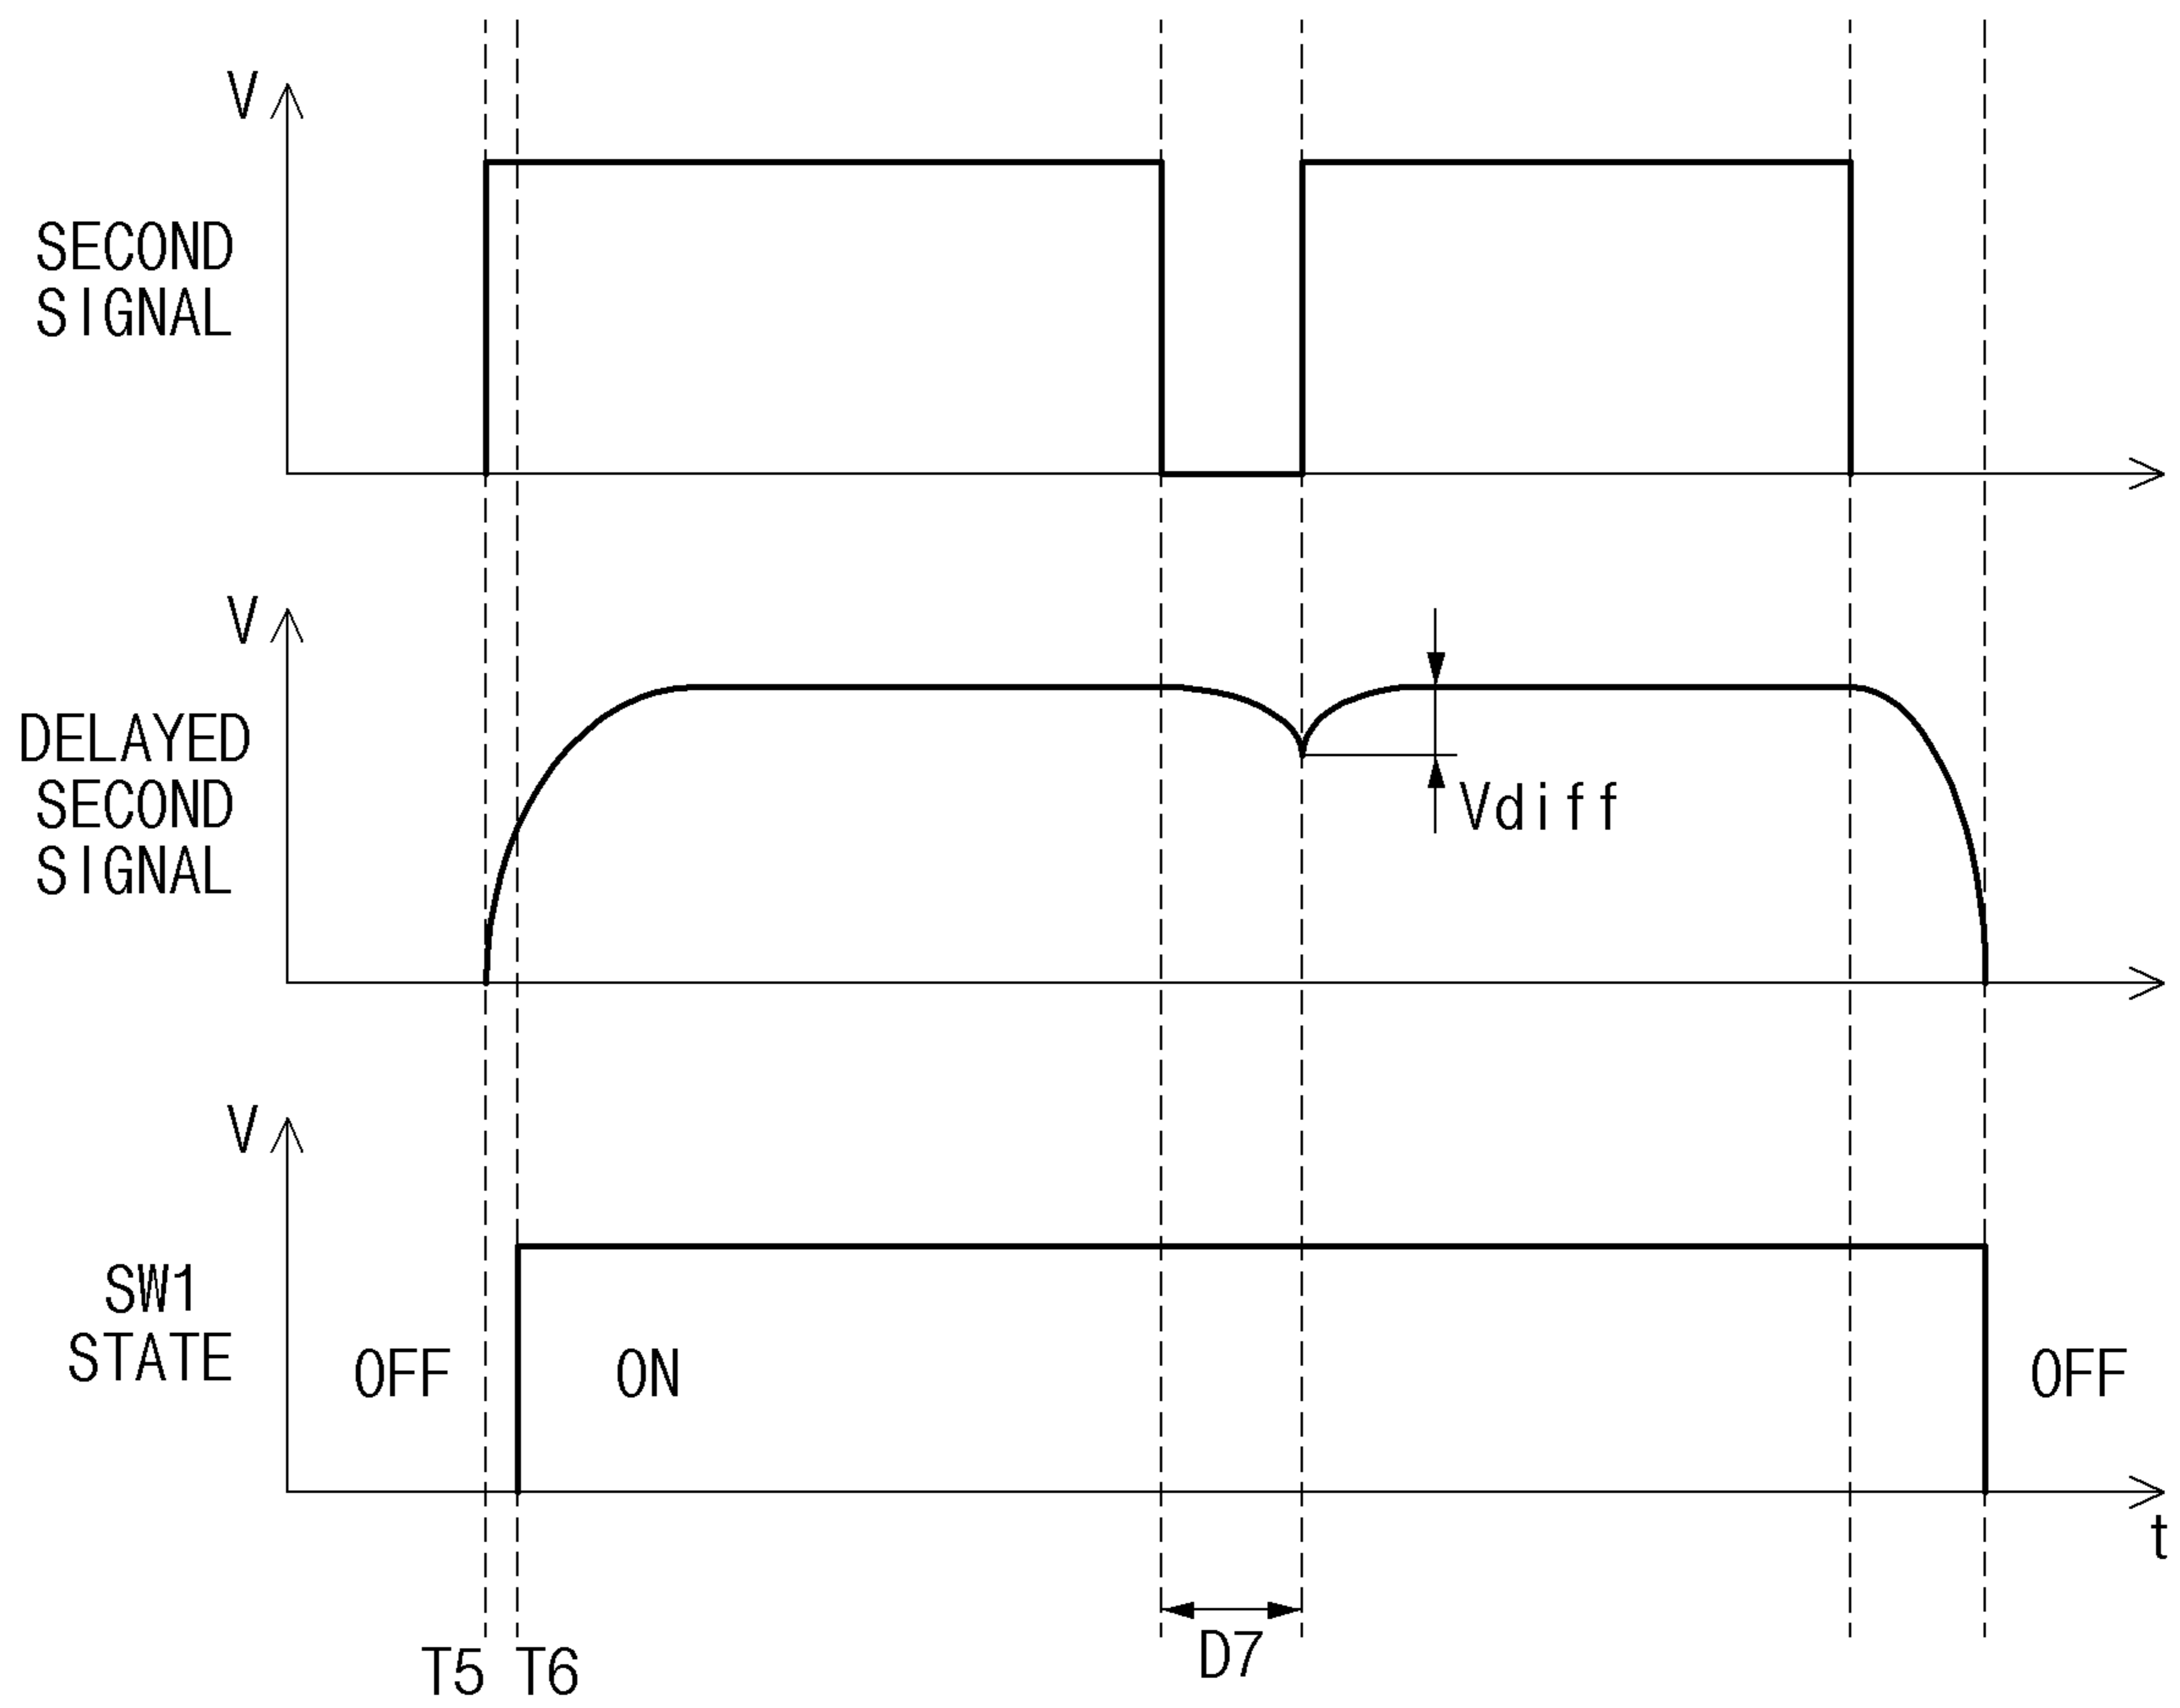 V
SECOND
SIGNAL
V
DELAYED
SECOND
SIGNAL
Vdiff
V
SW1
STATE
OFF
ON
OFF
t
T5
T6
D7